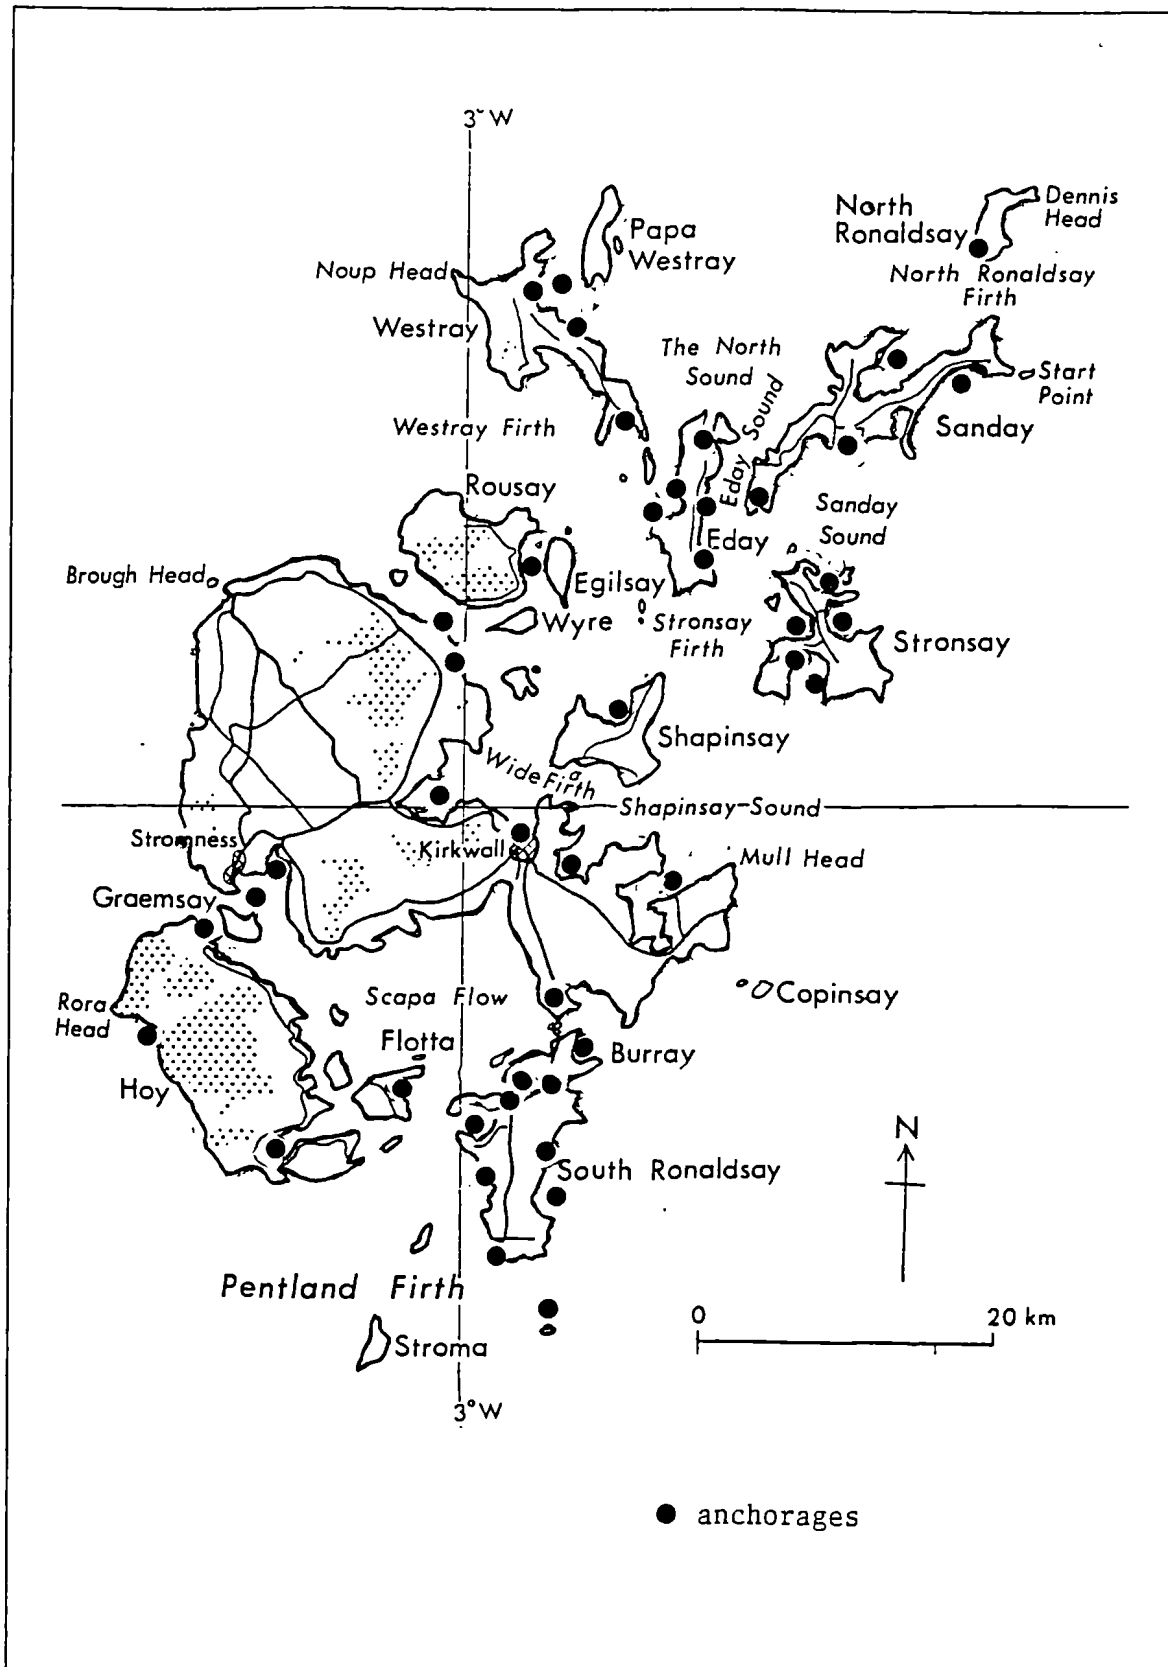 3°W
Papa
Westray
North
Ronaldsay
Dennis
Head
Noup Head
North Ronaldsay
Firth
Westray
The North
Sound
Start
Point
Eday Sound
Westray Firth
Sanday
Rousay
Sanday
Sound
Eday
Brough Head
Egilsay
Wyre
Stronsay
Firth
Stronsay
Shapinsay
Wide Firth
Shapinsay Sound
Stromness
Kirkwall
Mull Head
Graemsay
Rora
Head
Scapa Flow
Copinsay
Flotta
Burray
Hoy
N
South Ronaldsay
Pentland Firth
0 20 km
Stroma
3°W
anchorages